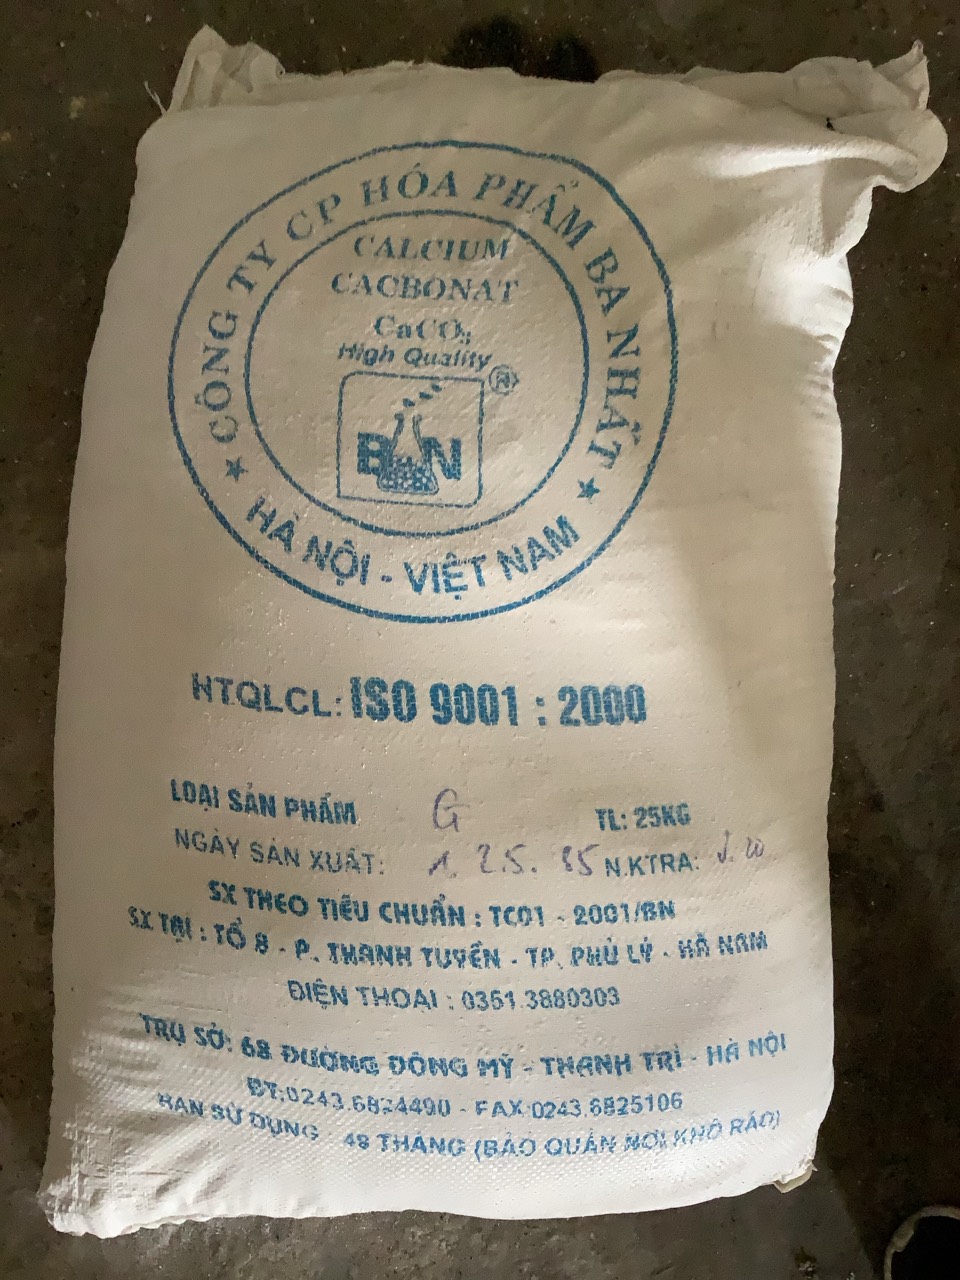 CÔNG TY CP HÓA PHẨM BA NHẤT
CALCIUM
CACBONAT
CaCO₃
High Quality
®
BN
★ HÀ NỘI - VIỆT NAM ★
HTQLCL: ISO 9001 : 2000
LOẠI SẢN PHẨM G TL: 25KG
NGÀY SẢN XUẤT: N.KTRA:
SX THEO TIÊU CHUẨN : TC01 - 2001/BN
SX TẠI : TỔ 8 - P. THANH TUYỀN - TP. PHỦ LÝ - HÀ NAM
ĐIỆN THOẠI : 0351.3880303
TRỤ SỞ: 68 ĐƯỜNG ĐÔNG MỸ - THANH TRÌ - HÀ NỘI
ĐT:0243.6824490 - FAX:0243.6825106
HẠN SỬ DỤNG : 48 THÁNG (BẢO QUẢN NƠI KHÔ RÁO)